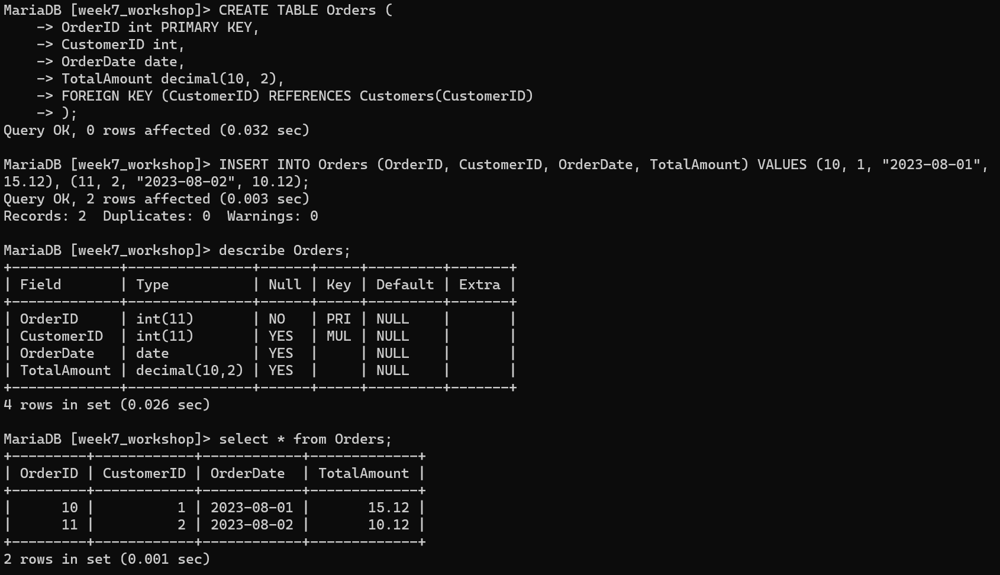 MariaDB [week7_workshop]> CREATE TABLE Orders (
    -> OrderID int PRIMARY KEY,
    -> CustomerID int,
    -> OrderDate date,
    -> TotalAmount decimal(10, 2),
    -> FOREIGN KEY (CustomerID) REFERENCES Customers(CustomerID)
    -> );
Query OK, 0 rows affected (0.032 sec)

MariaDB [week7_workshop]> INSERT INTO Orders (OrderID, CustomerID, OrderDate, TotalAmount) VALUES (10, 1, "2023-08-01",
15.12), (11, 2, "2023-08-02", 10.12);
Query OK, 2 rows affected (0.003 sec)
Records: 2  Duplicates: 0  Warnings: 0

MariaDB [week7_workshop]> describe Orders;
+-------------+---------------+------+-----+---------+-------+
| Field       | Type          | Null | Key | Default | Extra |
+-------------+---------------+------+-----+---------+-------+
| OrderID     | int(11)       | NO   | PRI | NULL    |       |
| CustomerID  | int(11)       | YES  | MUL | NULL    |       |
| OrderDate   | date          | YES  |     | NULL    |       |
| TotalAmount | decimal(10,2) | YES  |     | NULL    |       |
+-------------+---------------+------+-----+---------+-------+
4 rows in set (0.026 sec)

MariaDB [week7_workshop]> select * from Orders;
+---------+------------+------------+-------------+
| OrderID | CustomerID | OrderDate  | TotalAmount |
+---------+------------+------------+-------------+
|      10 |          1 | 2023-08-01 |       15.12 |
|      11 |          2 | 2023-08-02 |       10.12 |
+---------+------------+------------+-------------+
2 rows in set (0.001 sec)